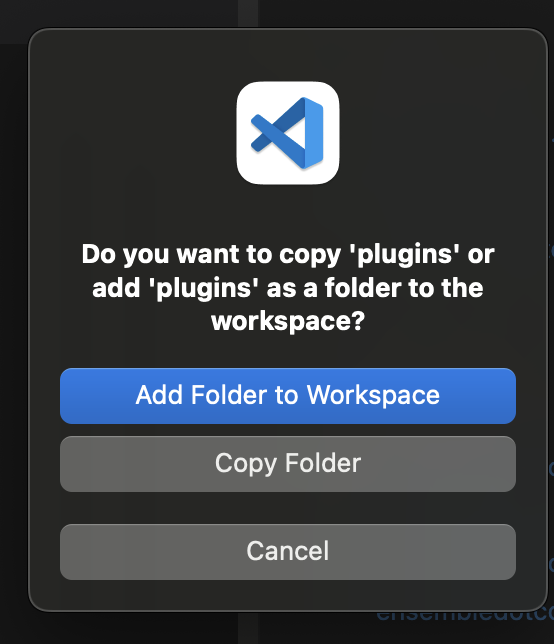 Do you want to copy 'plugins' or
add 'plugins' as a folder to the
workspace?
Add Folder to Workspace
Copy Folder
Cancel